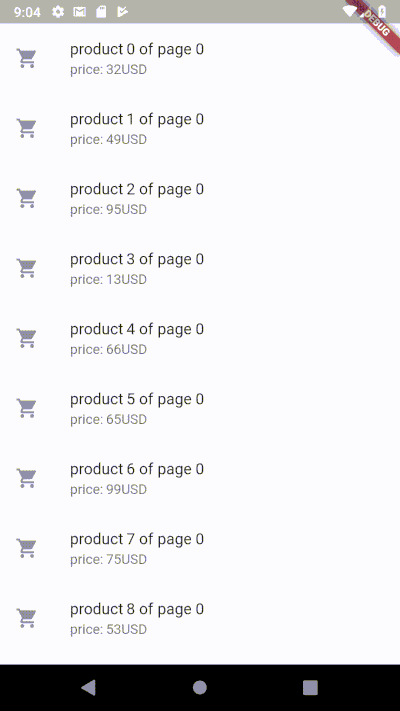 9:04
DEBUG
product 0 of page 0
price: 32USD
product 1 of page 0
price: 49USD
product 2 of page 0
price: 95USD
product 3 of page 0
price: 13USD
product 4 of page 0
price: 66USD
product 5 of page 0
price: 65USD
product 6 of page 0
price: 99USD
product 7 of page 0
price: 75USD
product 8 of page 0
price: 53USD